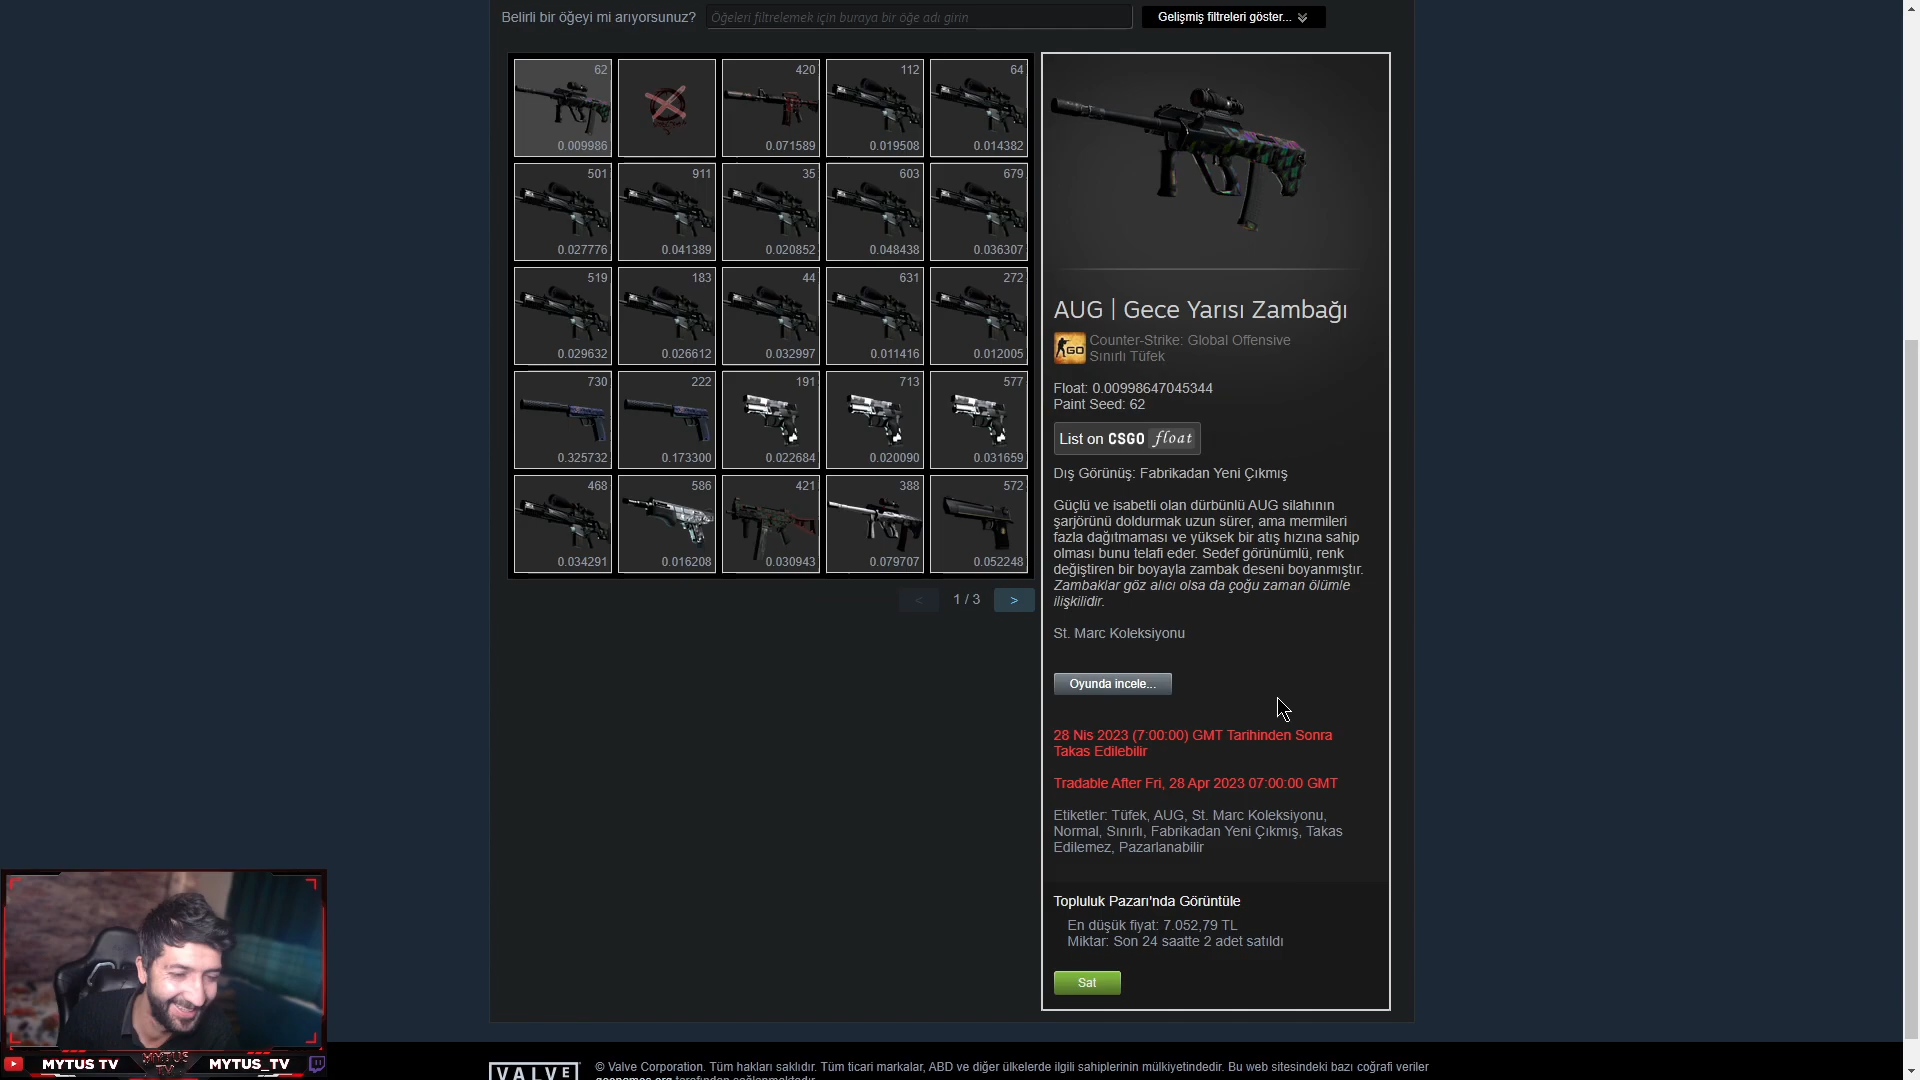 Belirli bir öğeyi mi arıyorsunuz?
Öğeleri filtrelemek için buraya bir öğe adı girin
Gelişmiş filtreleri göster...
62
420
112
64
0.009986
0.071589
0.019508
0.014382
501
911
35
603
679
0.027776
0.041389
0.020852
0.048438
0.036307
519
183
44
631
272
0.029632
0.026612
0.032997
0.011416
0.012005
730
222
191
713
577
0.325732
0.173300
0.022684
0.020090
0.031659
468
586
421
388
572
0.034291
0.016208
0.030943
0.079707
0.052248
<
1 / 3
>
AUG | Gece Yarısı Zambağı
GO
Counter-Strike: Global Offensive
Sınırlı Tüfek
Float: 0.00998647045344
Paint Seed: 62
List on CSGO float
Dış Görünüş: Fabrikadan Yeni Çıkmış
Güçlü ve isabetli olan dürbünlü AUG silahının
şarjörünü doldurmak uzun sürer, ama mermileri
fazla dağıtmaması ve yüksek bir atış hızına sahip
olması bunu telafi eder. Sedef görünümlü, renk
değiştiren bir boyayla zambak deseni boyanmıştır.
Zambaklar göz alıcı olsa da çoğu zaman ölümle
ilişkilidir.
St. Marc Koleksiyonu
Oyunda incele...
28 Nis 2023 (7:00:00) GMT Tarihinden Sonra
Takas Edilebilir
Tradable After Fri, 28 Apr 2023 07:00:00 GMT
Etiketler: Tüfek, AUG, St. Marc Koleksiyonu,
Normal, Sınırlı, Fabrikadan Yeni Çıkmış, Takas
Edilemez, Pazarlanabilir
Topluluk Pazarı'nda Görüntüle
En düşük fiyat: 7.052,79 TL
Miktar: Son 24 saatte 2 adet satıldı
Sat
MYTUS TV
MYTUS
TV
MYTUS_TV
VALVE
© Valve Corporation. Tüm hakları saklıdır. Tüm ticari markalar, ABD ve diğer ülkelerde ilgili sahiplerinin mülkiyetindedir. Bu web sitesindeki bazı coğrafi veriler
geonames.org tarafından sağlanmaktadır.